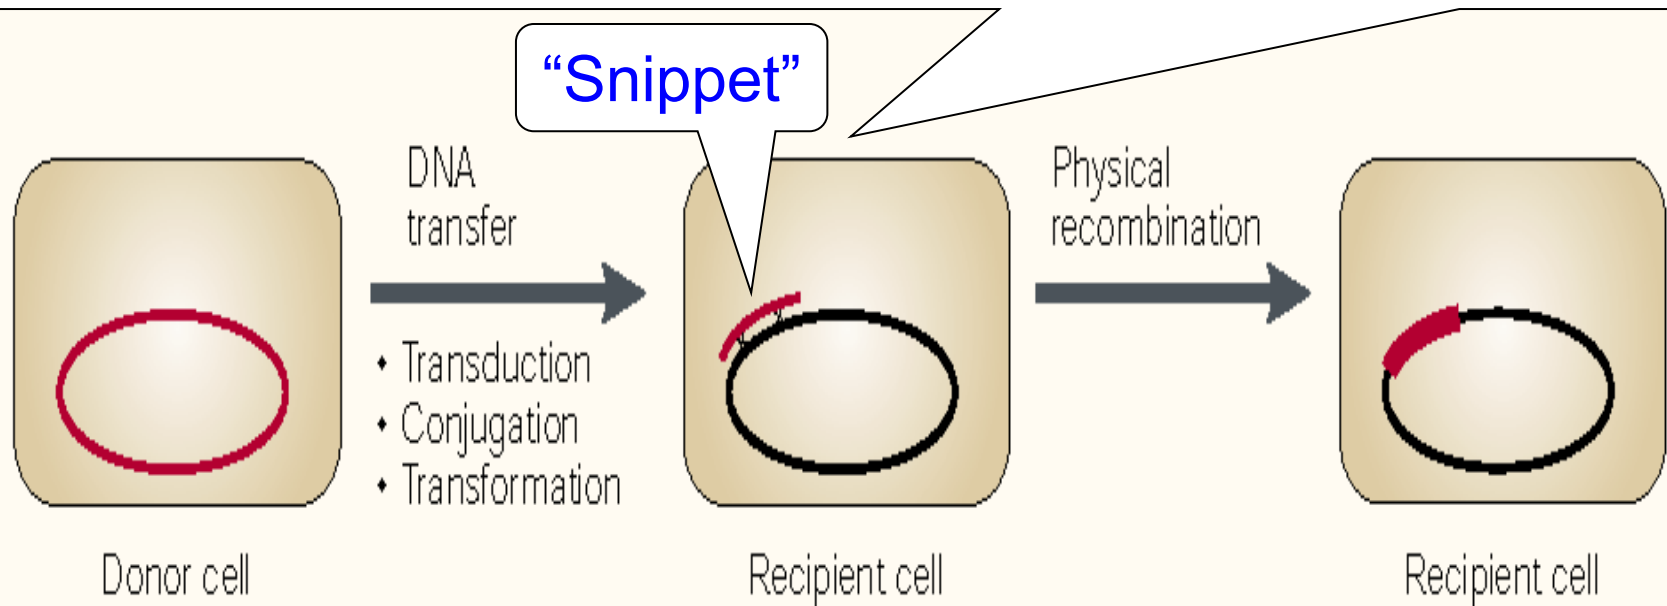 “Snippet”
DNA
transfer
• Transduction
• Conjugation
• Transformation
Physical
recombination
Donor cell
Recipient cell
Recipient cell